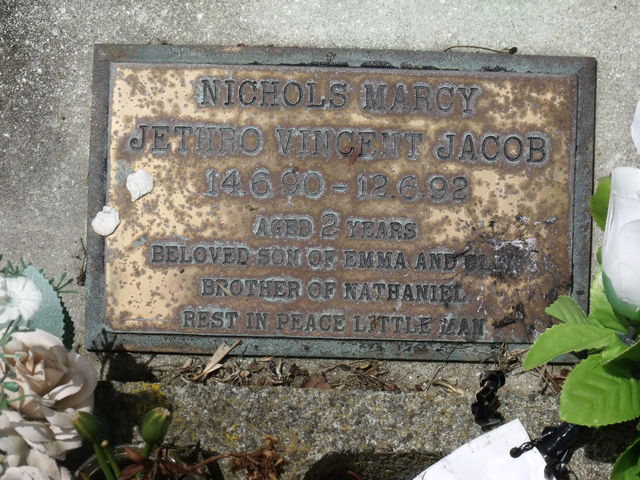 NICHOLS MARCY
JETHRO VINCENT JACOB
14.6.90 - 12.6.92
AGED 2 YEARS
BELOVED SON OF EMMA AND
BROTHER OF NATHANIEL
REST IN PEACE LITTLE MAN